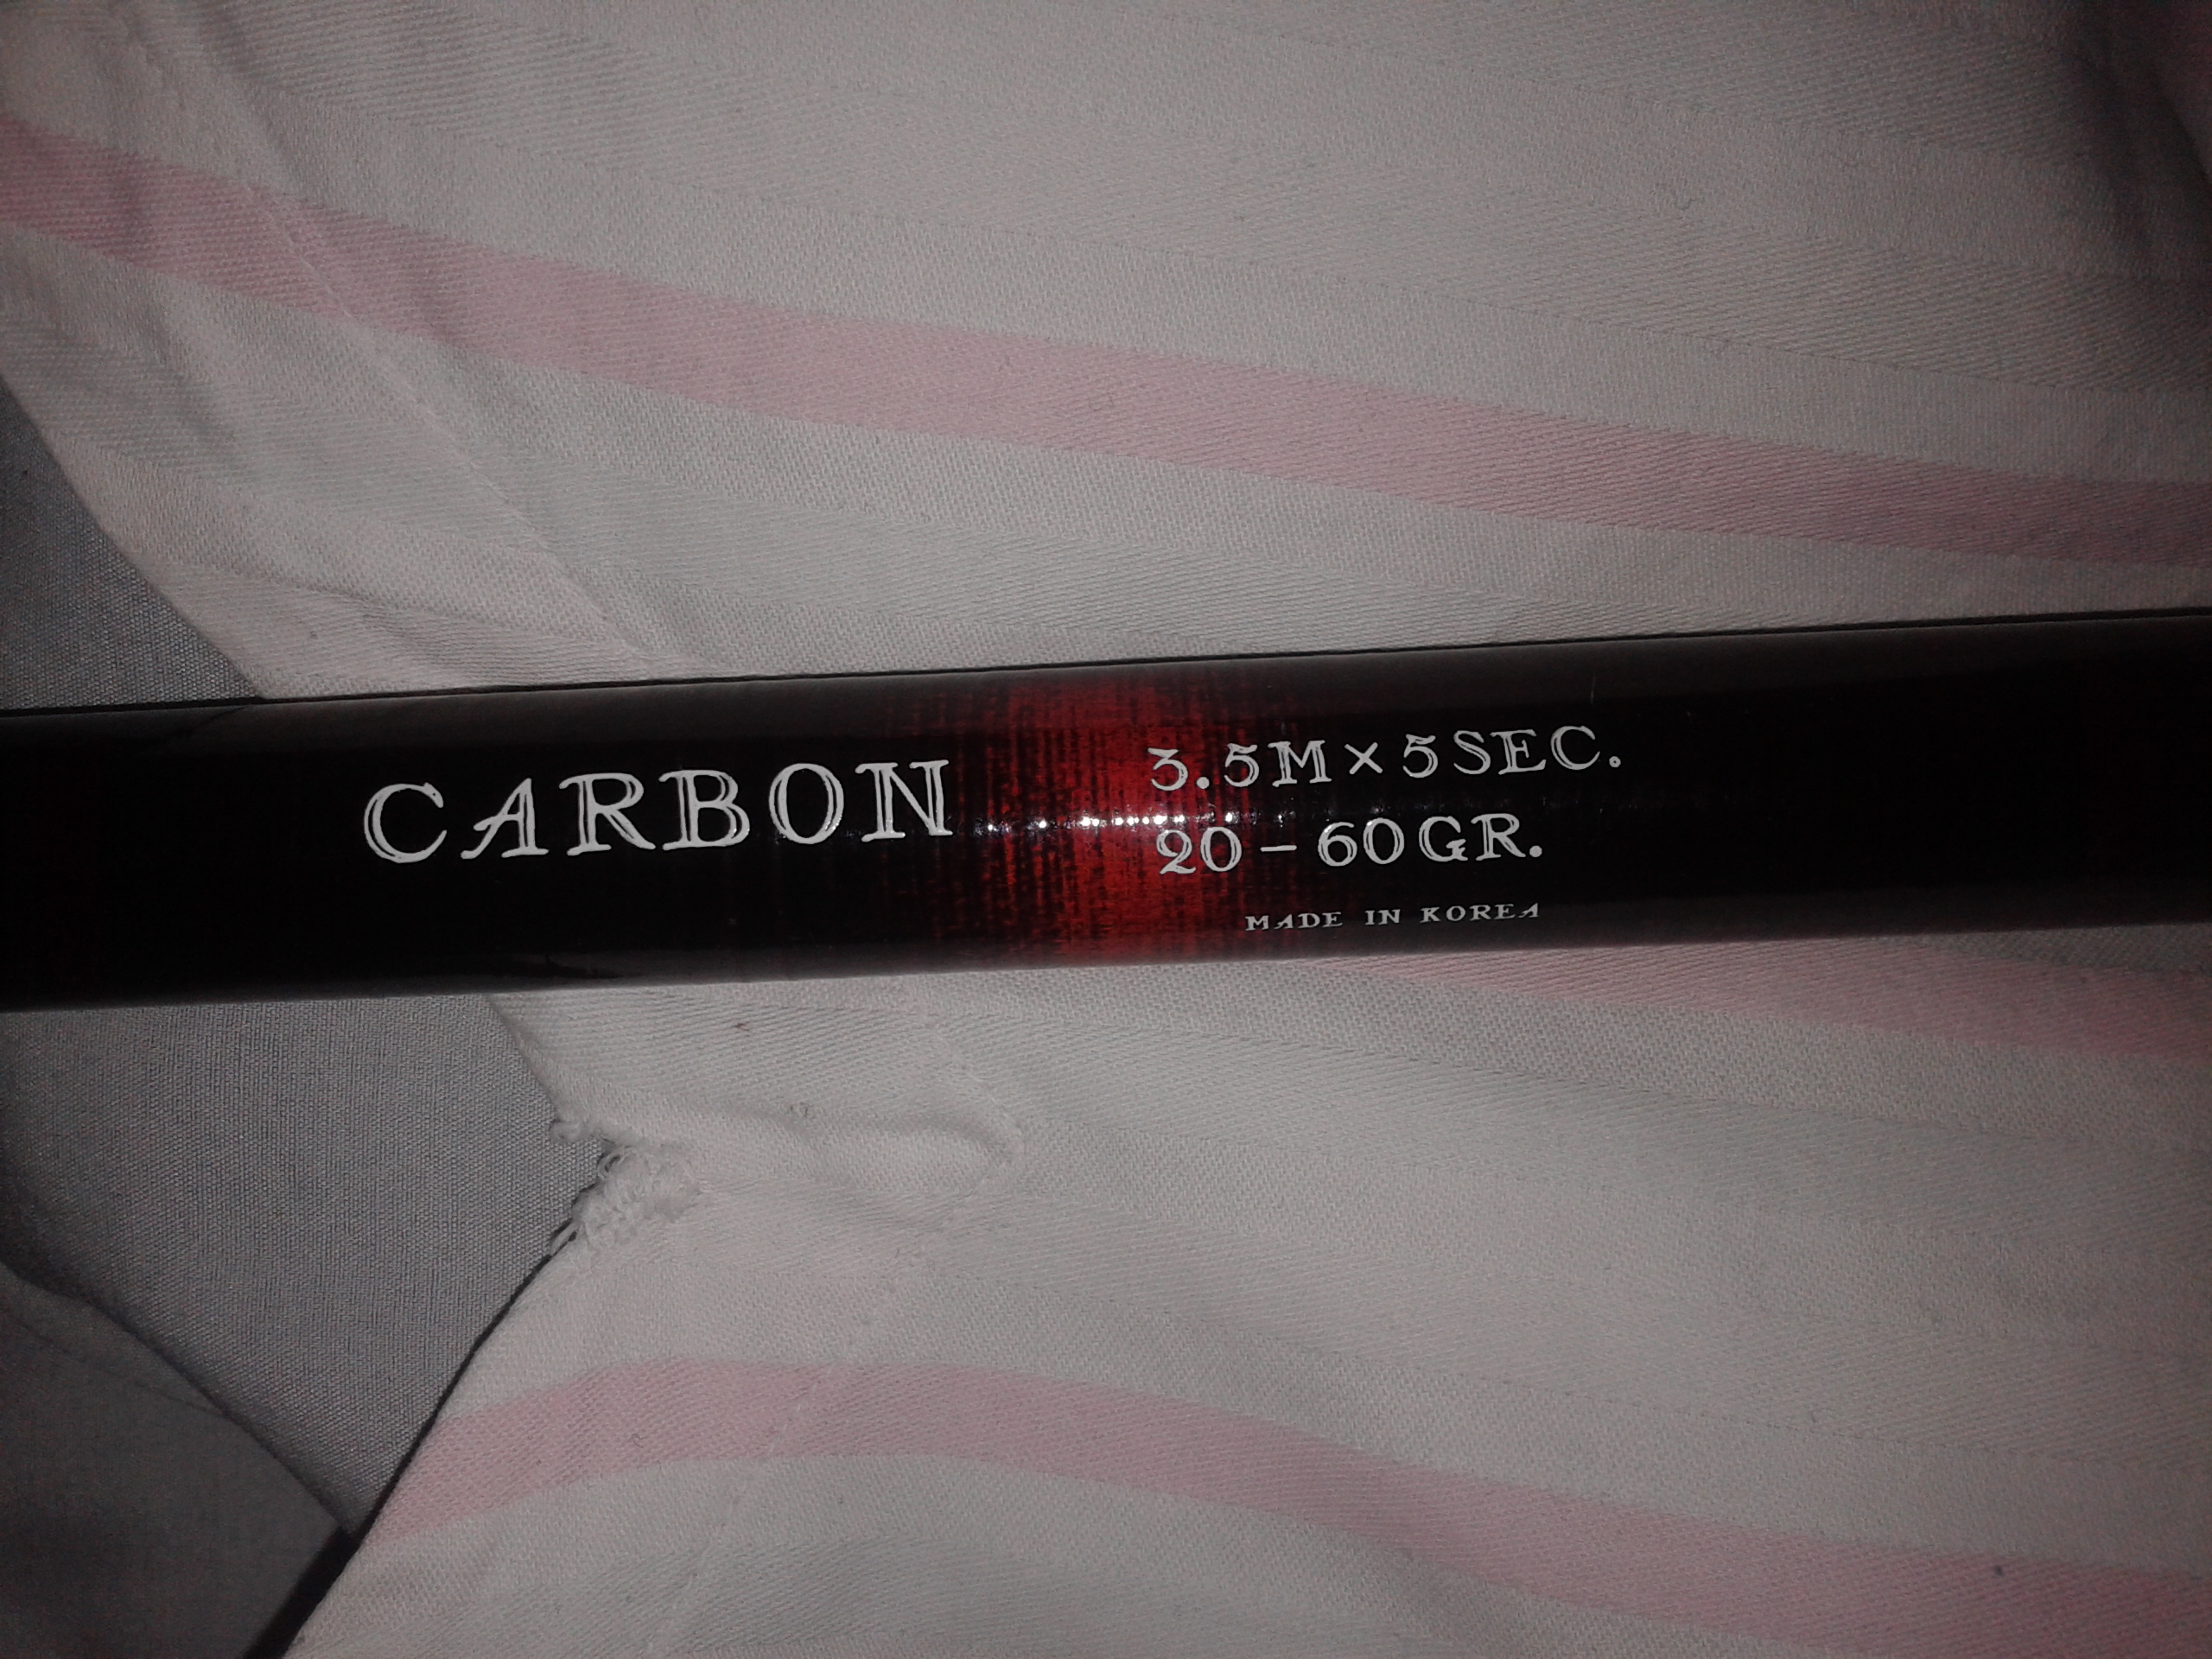 CARBON
3.5M×5SEC.
20-60GR.
MADE IN KOREA